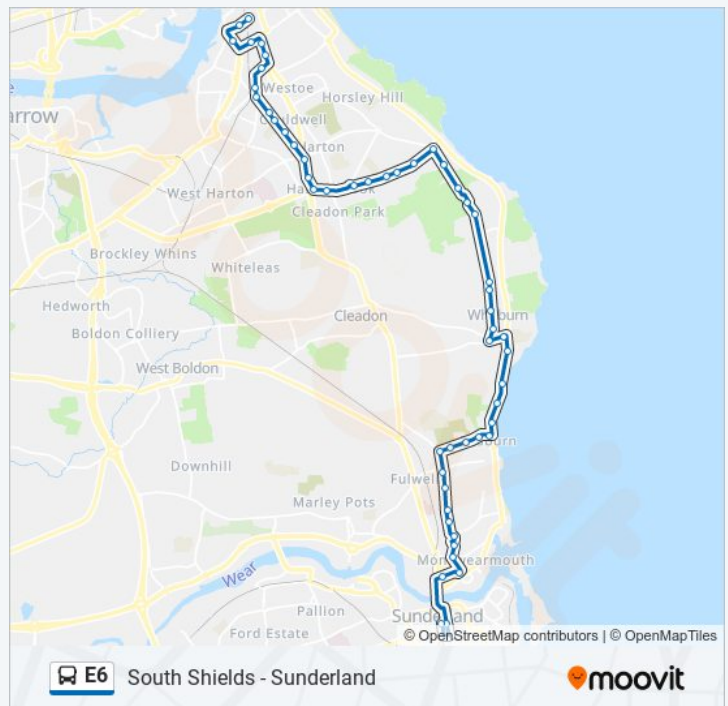 Westoe
Horsley Hill
arrow
Harton
West Harton
Cleadon Park
Brockley Whins
Whiteleas
Hedworth
Cleadon
Boldon Colliery
West Boldon
Downhill
Fulwell
Marley Pots
Wear
Pallion
Sunderland
Ford Estate
© OpenStreetMap contributors | © OpenMapTiles
E6 South Shields - Sunderland moovit